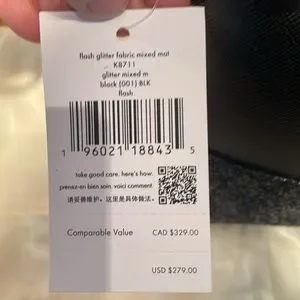 flash glitter fabric mixed mat
K8711
glitter mixed m
black (001) BLK
flash
1 96021 18843 5
take good care. here's how.
prenez-en bien soin. voici comment.
请妥善维护。这里是具体做法。
Comparable Value CAD $329.00
USD $279.00